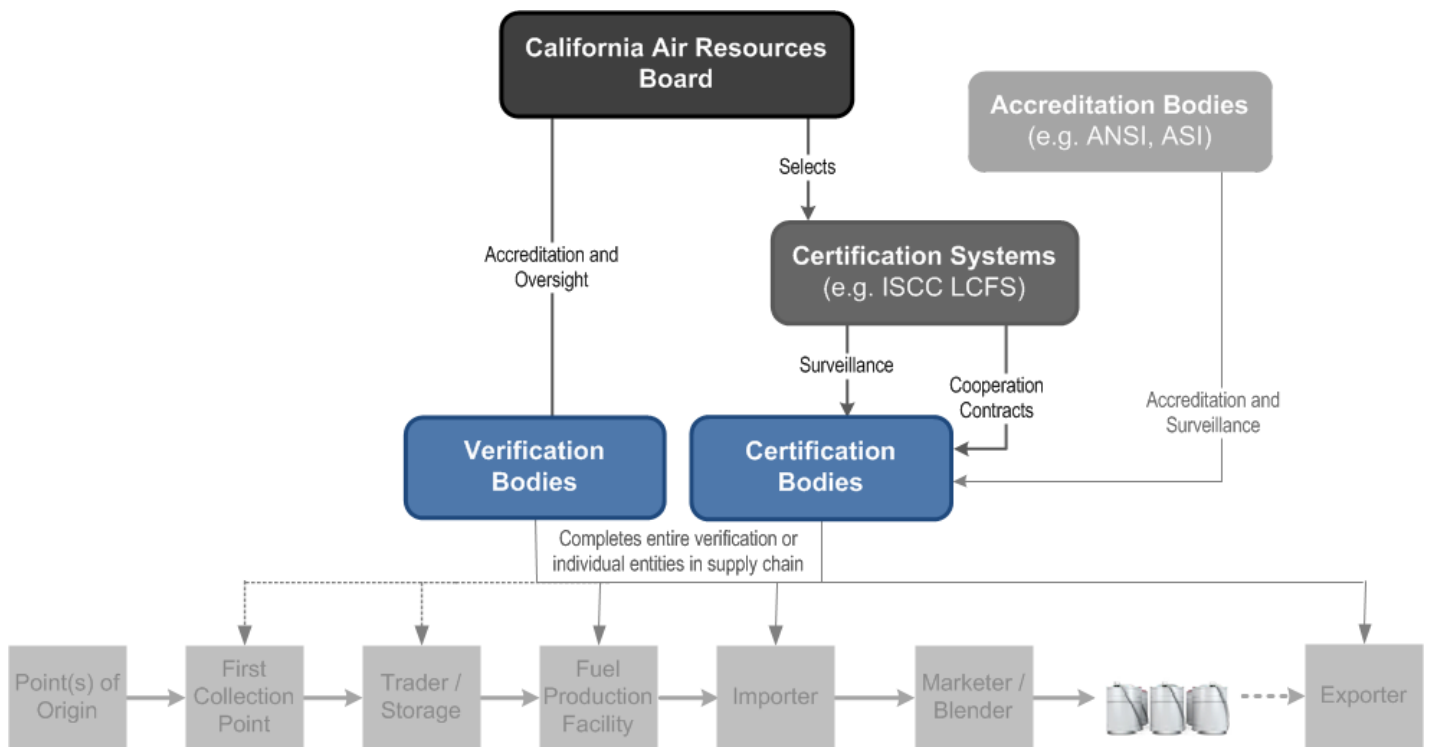 California Air Resources
Board
Accreditation Bodies
(e.g. ANSI, ASI)
Selects
Accreditation and
Oversight
Certification Systems
(e.g. ISCC LCFS)
Surveillance
Cooperation
Contracts
Accreditation and
Surveillance
Verification
Bodies
Certification
Bodies
Completes entire verification or
individual entities in supply chain
Point(s) of
Origin
First
Collection
Point
Trader /
Storage
Fuel
Production
Facility
Importer
Marketer /
Blender
Exporter